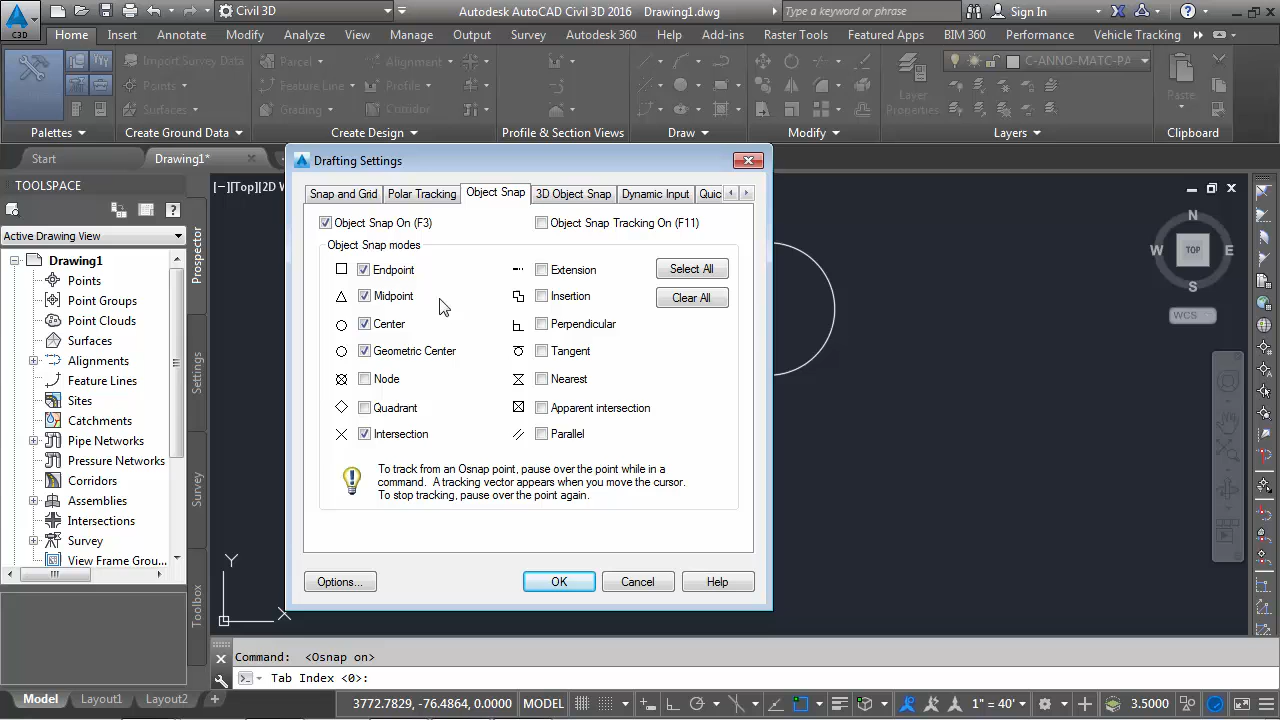 Civil 3D
Autodesk AutoCAD Civil 3D 2016 Drawing1.dwg
Type a keyword or phrase
Sign In
C3D
Home Insert Annotate Modify Analyze View Manage Output Survey Autodesk 360 Help Add-ins Raster Tools Featured Apps BIM 360 Performance Vehicle Tracking
Import Survey Data Parcel Alignment
Points Feature Line Profile
Surfaces Grading Corridor
Layer
Properties
C-ANNO-MATC-PA
Paste
Palettes Create Ground Data Create Design Profile & Section Views Draw Modify Layers Clipboard
Start Drawing1*
TOOLSPACE
Active Drawing View
Drawing1
Points
Point Groups
Point Clouds
Surfaces
Alignments
Feature Lines
Sites
Catchments
Pipe Networks
Pressure Networks
Corridors
Assemblies
Intersections
Survey
View Frame Grou...
Prospector
Settings
Survey
Toolbox
[−][Top][2D W
Drafting Settings
Snap and Grid Polar Tracking Object Snap 3D Object Snap Dynamic Input Quic
Object Snap On (F3) Object Snap Tracking On (F11)
Object Snap modes
Endpoint Extension Select All
Midpoint Insertion Clear All
Center Perpendicular
Geometric Center Tangent
Node Nearest
Quadrant Apparent intersection
Intersection Parallel
To track from an Osnap point, pause over the point while in a
command. A tracking vector appears when you move the cursor.
To stop tracking, pause over the point again.
Options... OK Cancel Help
N
W TOP E
S
WCS
Y
X
Command: <Osnap on>
Tab Index <0>:
Model Layout1 Layout2 +
3772.7829, -76.4864, 0.0000 MODEL 1" = 40' 3.5000